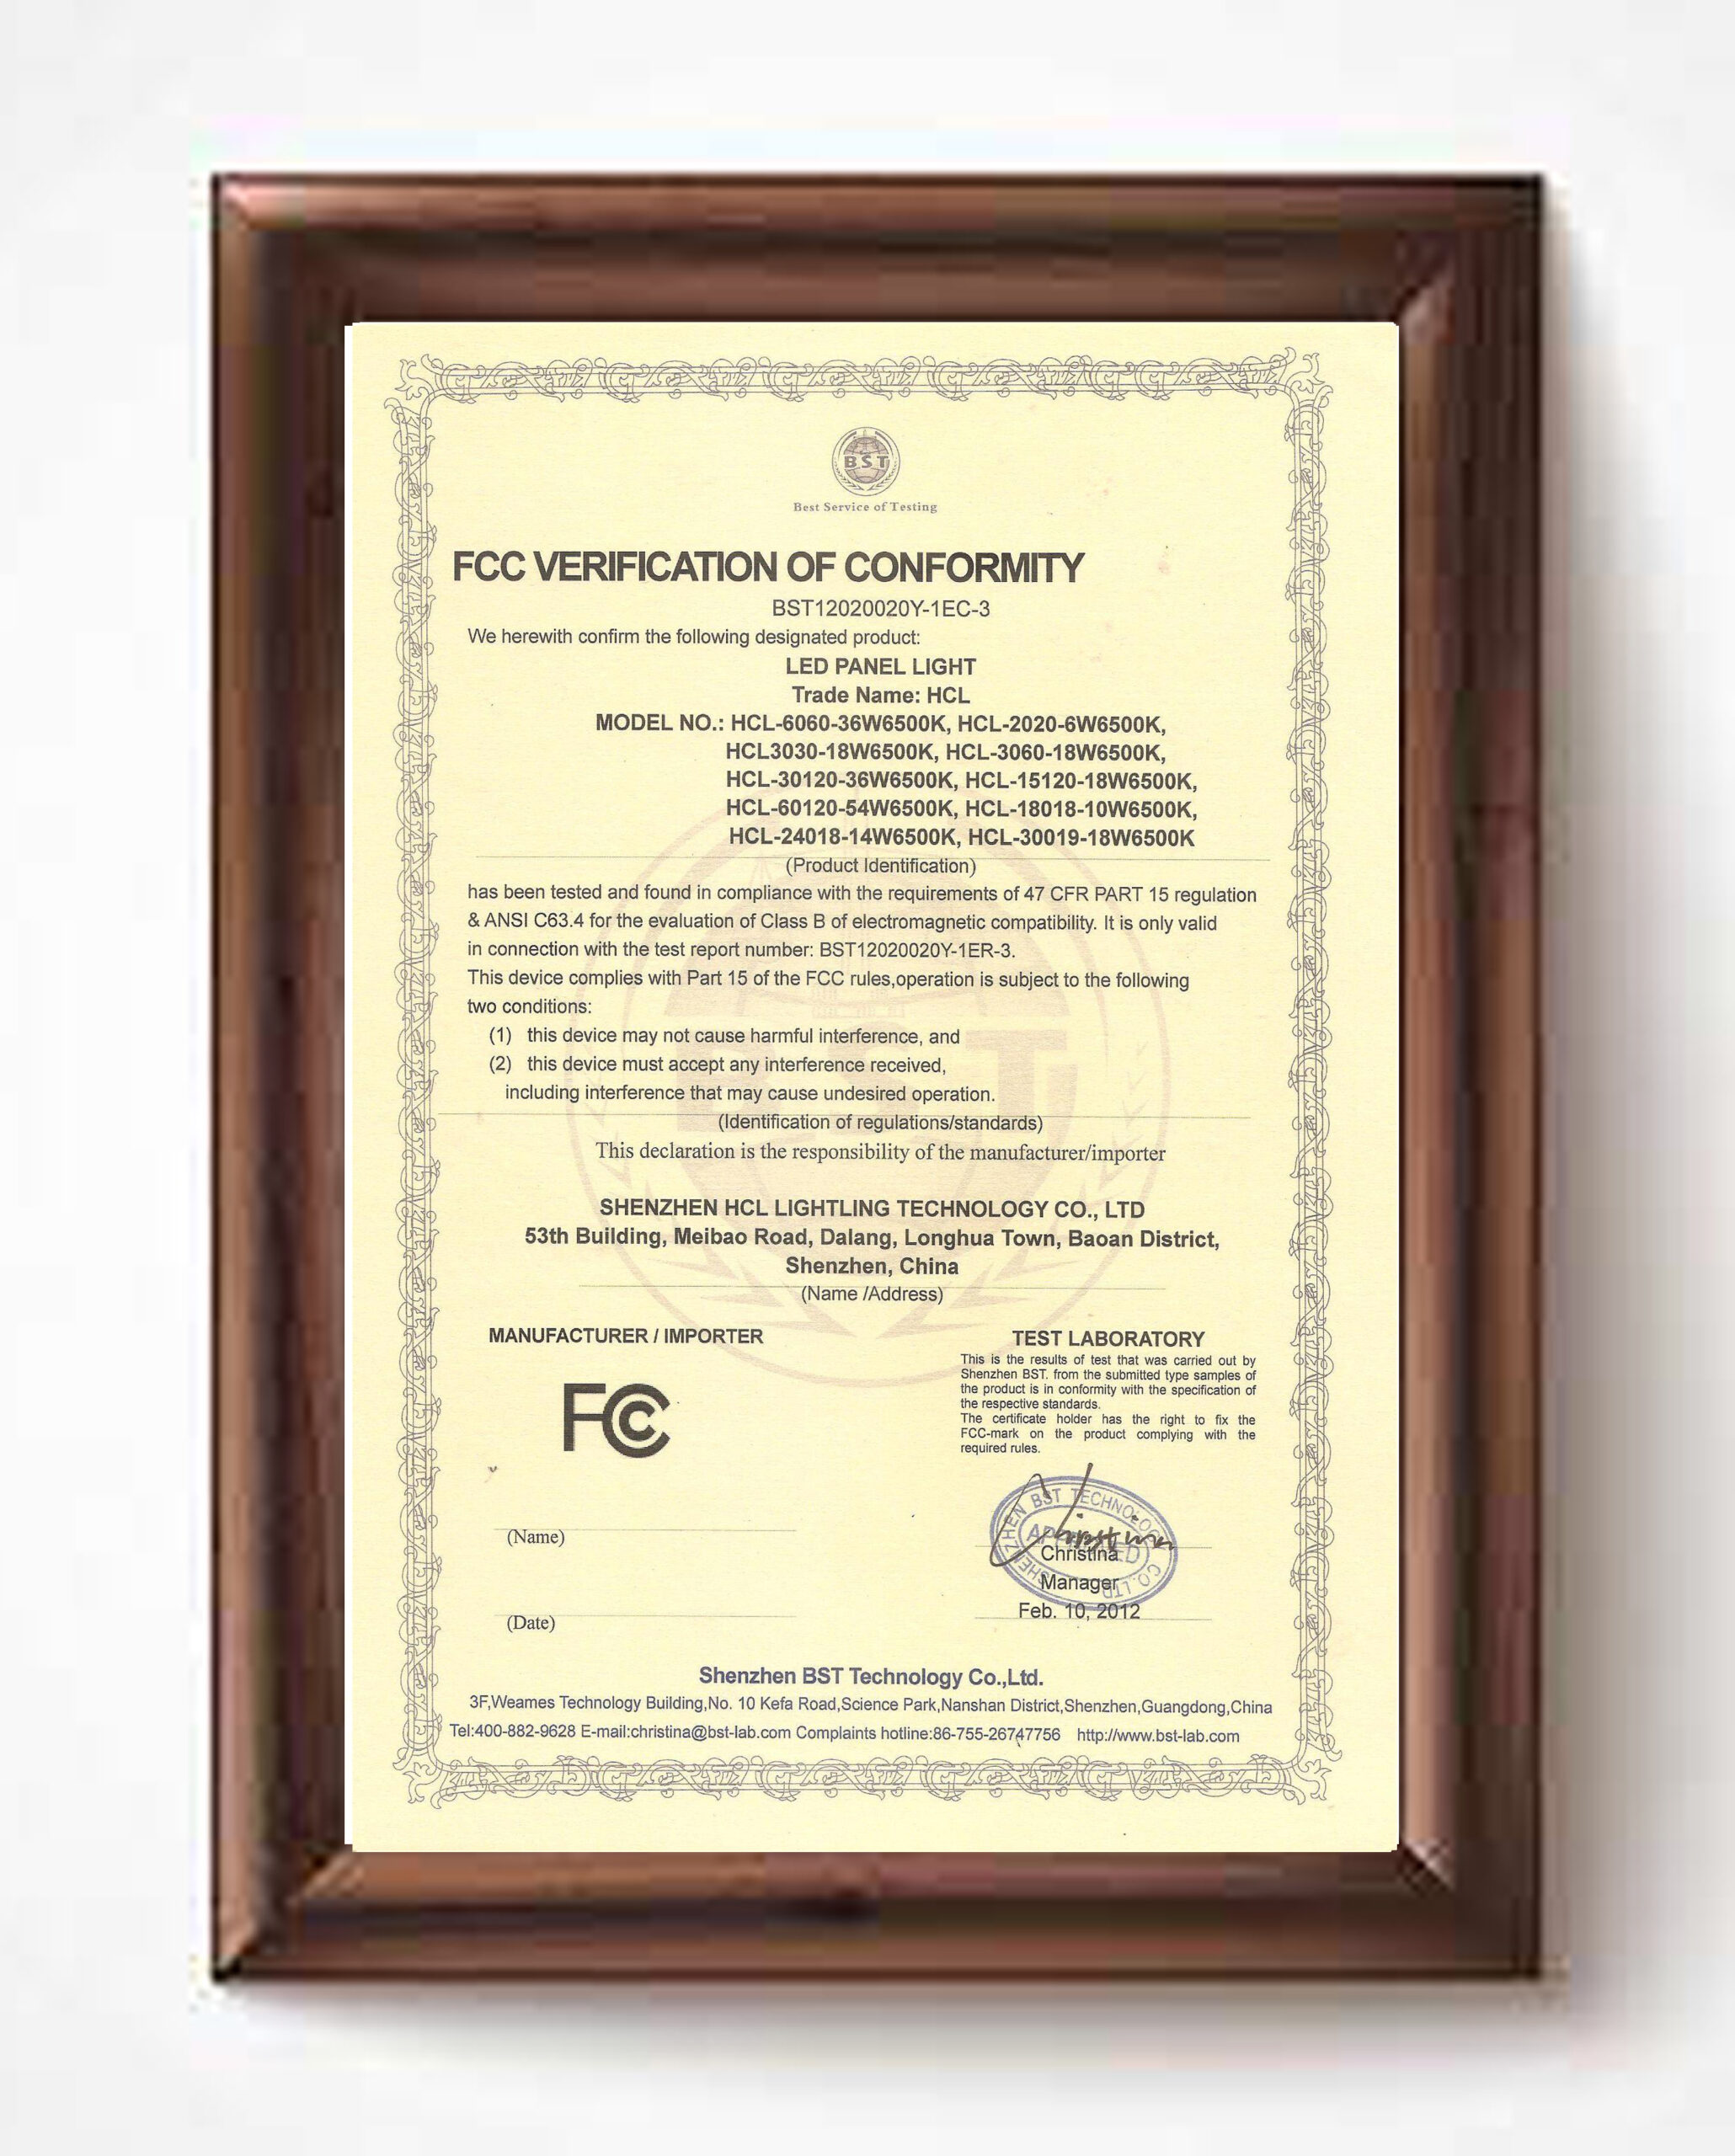 BST
Best Service of Testing
FCC VERIFICATION OF CONFORMITY
BST12020020Y-1EC-3
We herewith confirm the following designated product:
LED PANEL LIGHT
Trade Name: HCL
MODEL NO.: HCL-6060-36W6500K, HCL-2020-6W6500K,
HCL3030-18W6500K, HCL-3060-18W6500K,
HCL-30120-36W6500K, HCL-15120-18W6500K,
HCL-60120-54W6500K, HCL-18018-10W6500K,
HCL-24018-14W6500K, HCL-30019-18W6500K
(Product Identification)
has been tested and found in compliance with the requirements of 47 CFR PART 15 regulation
& ANSI C63.4 for the evaluation of Class B of electromagnetic compatibility. It is only valid
in connection with the test report number: BST12020020Y-1ER-3.
This device complies with Part 15 of the FCC rules,operation is subject to the following
two conditions:
(1) this device may not cause harmful interference, and
(2) this device must accept any interference received,
including interference that may cause undesired operation.
(Identification of regulations/standards)
This declaration is the responsibility of the manufacturer/importer
BST
SHENZHEN HCL LIGHTLING TECHNOLOGY CO., LTD
53th Building, Meibao Road, Dalang, Longhua Town, Baoan District,
Shenzhen, China
(Name /Address)
MANUFACTURER / IMPORTER
FCC
(Name)
(Date)
TEST LABORATORY
This is the results of test that was carried out by
Shenzhen BST. from the submitted type samples of
the product is in conformity with the specification of
the respective standards.
The certificate holder has the right to fix the
FCC-mark on the product complying with the
required rules.
SHENZHEN BST TECHNOLOGY CO.LTD
APPROVED
Christina
Christina
Manager
Feb. 10, 2012
Shenzhen BST Technology Co.,Ltd.
3F,Weames Technology Building,No. 10 Kefa Road,Science Park,Nanshan District,Shenzhen,Guangdong,China
Tel:400-882-9628 E-mail:christina@bst-lab.com Complaints hotline:86-755-26747756 http://www.bst-lab.com